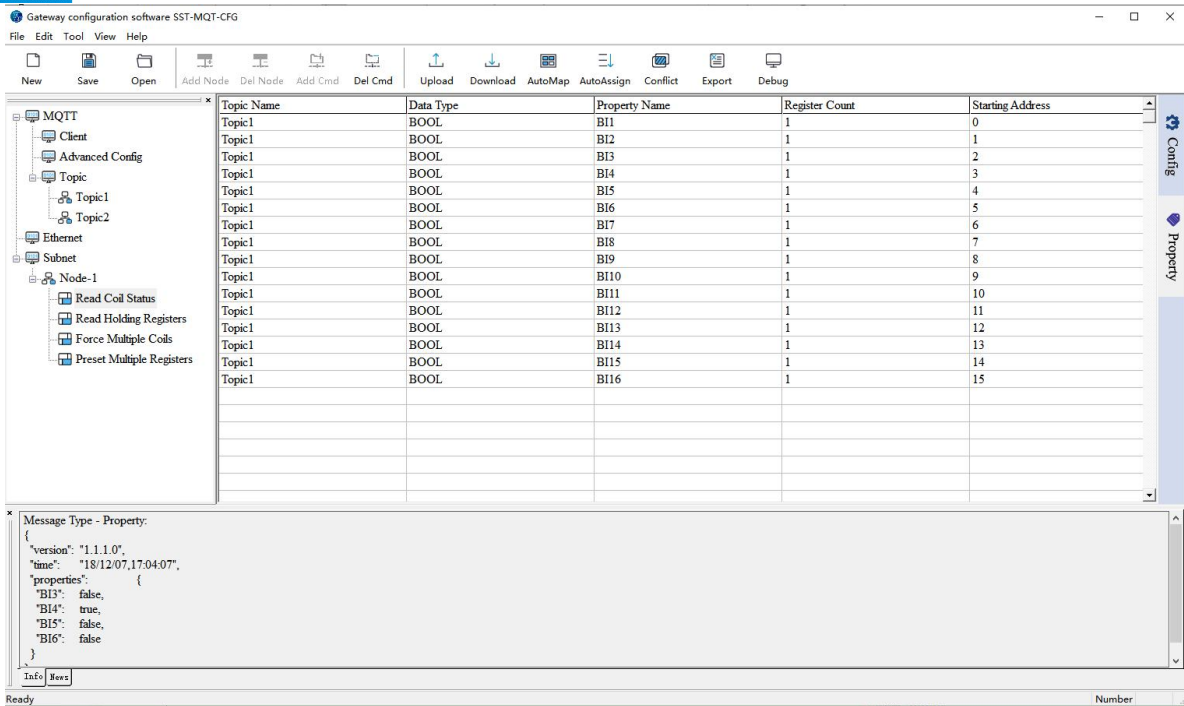 Gateway configuration software SST-MQT-CFG
File Edit Tool View Help
New Save Open Add Node Del Node Add Cmd Del Cmd Upload Download AutoMap AutoAssign Conflict Export Debug
MQTT
Client
Advanced Config
Topic
Topic1
Topic2
Ethernet
Subnet
Node-1
Read Coil Status
Read Holding Registers
Force Multiple Coils
Preset Multiple Registers
Topic Name Data Type Property Name Register Count Starting Address
Topic1 BOOL BI1 1 0
Topic1 BOOL BI2 1 1
Topic1 BOOL BI3 1 2
Topic1 BOOL BI4 1 3
Topic1 BOOL BI5 1 4
Topic1 BOOL BI6 1 5
Topic1 BOOL BI7 1 6
Topic1 BOOL BI8 1 7
Topic1 BOOL BI9 1 8
Topic1 BOOL BI10 1 9
Topic1 BOOL BI11 1 10
Topic1 BOOL BI12 1 11
Topic1 BOOL BI13 1 12
Topic1 BOOL BI14 1 13
Topic1 BOOL BI15 1 14
Topic1 BOOL BI16 1 15
Config
Property
Message Type - Property:
{
"version": "1.1.1.0",
"time": "18/12/07,17:04:07",
"properties": {
"BI3": false,
"BI4": true,
"BI5": false,
"BI6": false
}
Info News
Ready Number